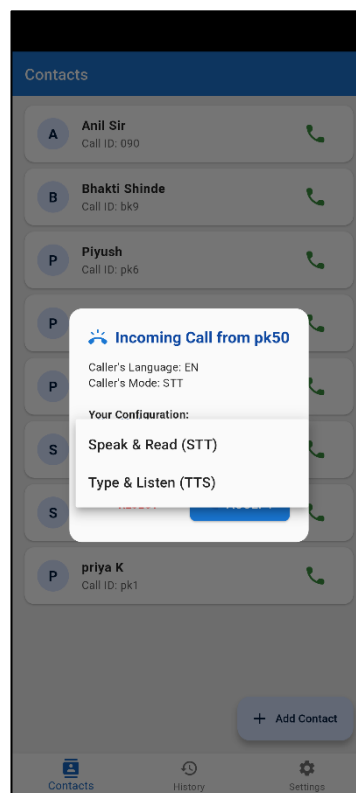 Contacts
A
Anil Sir
Call ID: 090
B
Bhakti Shinde
Call ID: bk9
P
Piyush
Call ID: pk6
P
Incoming Call from pk50
Caller's Language: EN
Caller's Mode: STT
P
Your Configuration:
Speak & Read (STT)
S
Type & Listen (TTS)
S
P
priya K
Call ID: pk1
+ Add Contact
Contacts
History
Settings